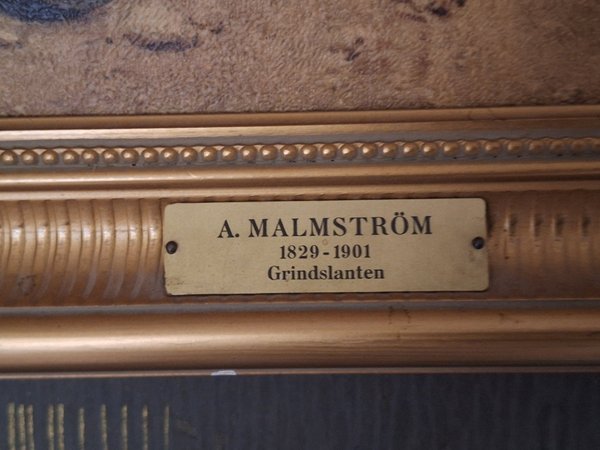 A. MALMSTRÖM
1829-1901
Grindslanten